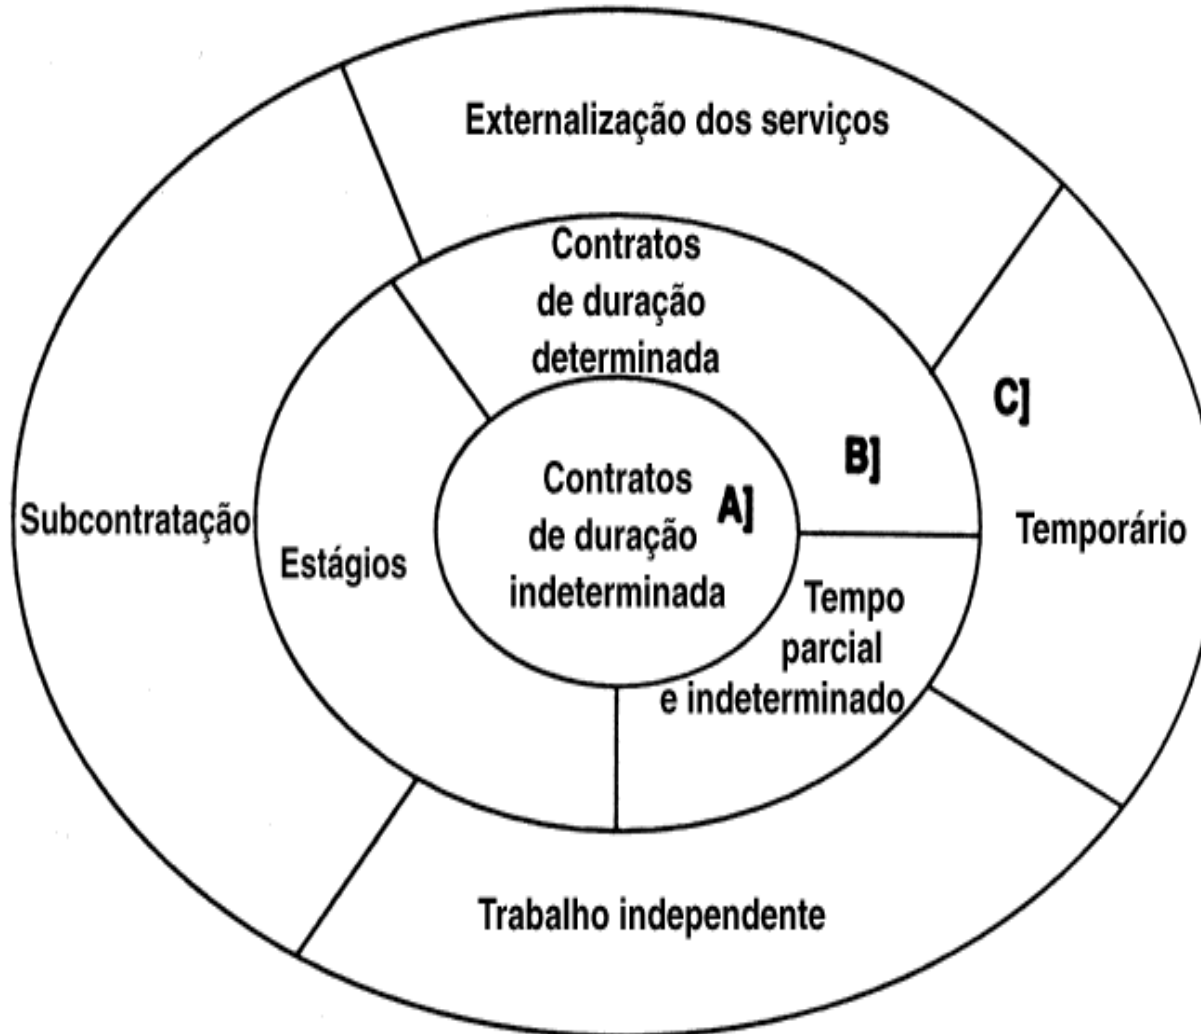 Externalização dos serviços
Contratos
de duração
determinada
C]
B]
Contratos
de duração
indeterminada
A]
Subcontratação
Estágios
Temporário
Tempo
parcial
e indeterminado
Trabalho independente